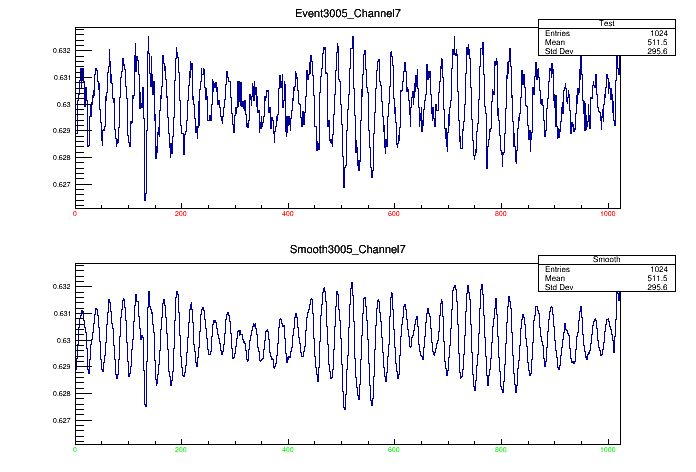 Event3005_Channel7
Test
Entries 1024
Mean 511.5
Std Dev 295.6
0.632
0.631
0.63
0.629
0.628
0.627
0 200 400 600 800 1000
Smooth3005_Channel7
Smooth
Entries 1024
Mean 511.5
Std Dev 295.6
0.632
0.631
0.63
0.629
0.628
0.627
0 200 400 600 800 1000